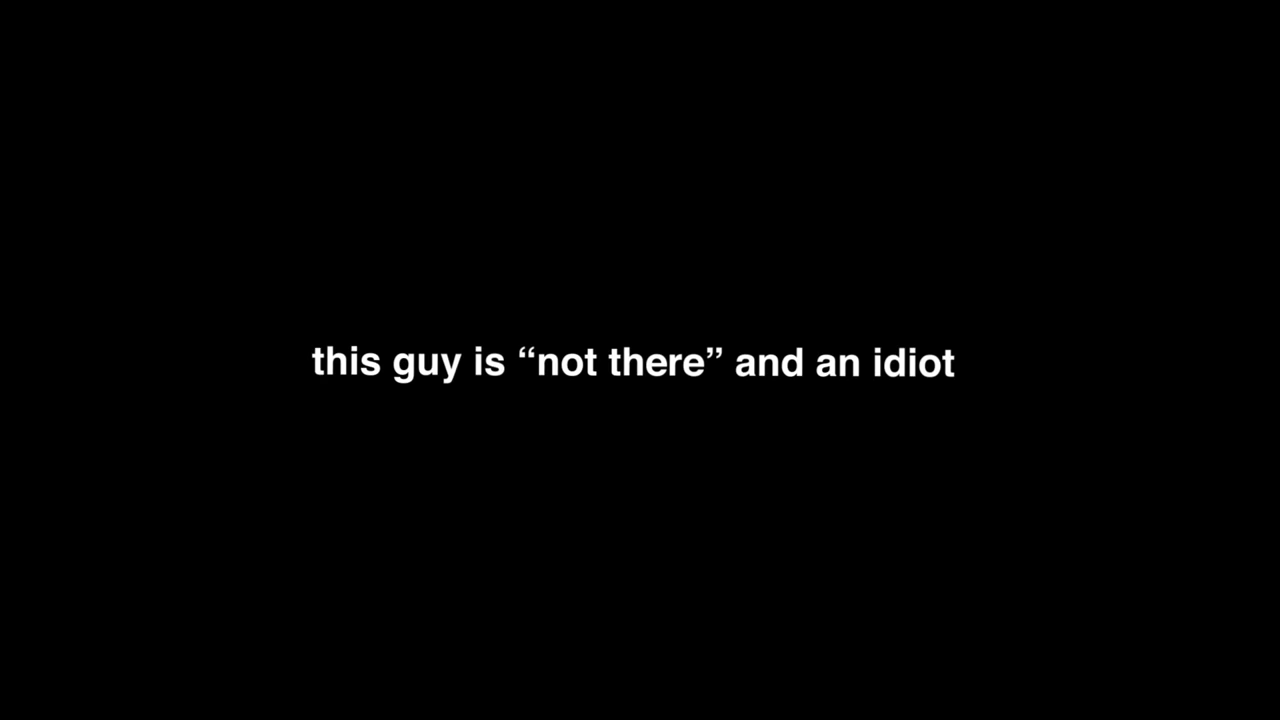 this guy is “not there” and an idiot